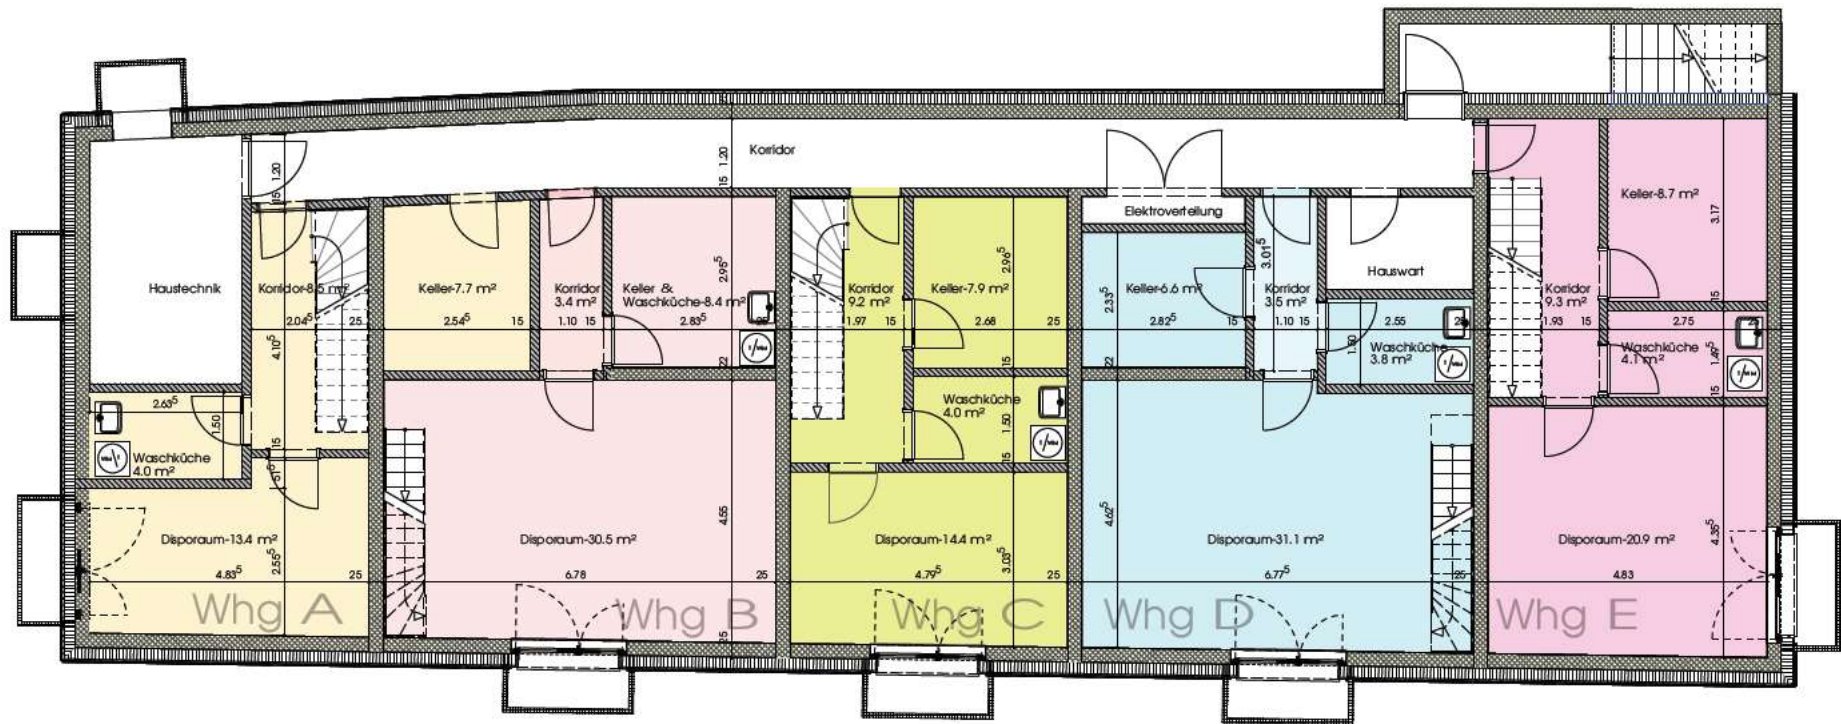 Korridor
1.20
15
1.20
15
Keller-8.7 m²
3.17
15
Elektroverteilung
Haustechnik
Korridor-8.5 m²
2.04⁵
25
4.10⁵
15
Keller-7.7 m²
2.54⁵
15
Korridor
3.4 m²
1.10
15
Keller &
Waschküche-8.4 m²
2.95⁵
2.83⁵
25
22
Korridor
9.2 m²
1.97
15
Keller-7.9 m²
2.96⁵
2.68
25
15
Keller-6.6 m²
2.33⁵
2.82⁵
15
22
3.01⁵
Korridor
3.5 m²
1.10
15
Hauswart
2.55
25
Waschküche
3.8 m²
Korridor
9.3 m²
1.93
15
2.75
25
Waschküche
4.1 m²
1.49⁵
15
2.63⁵
1.50
Waschküche
4.0 m²
51⁵
Waschküche
4.0 m²
1.50
15
Disporaum-13.4 m²
4.83⁵
2.55⁵
25
Disporaum-30.5 m²
4.55
6.78
25
25
Disporaum-14.4 m²
4.79⁵
3.03⁵
25
Disporaum-31.1 m²
4.62⁵
6.77⁵
25
Disporaum-20.9 m²
4.35⁵
4.83
Whg A
Whg B
Whg C
Whg D
Whg E